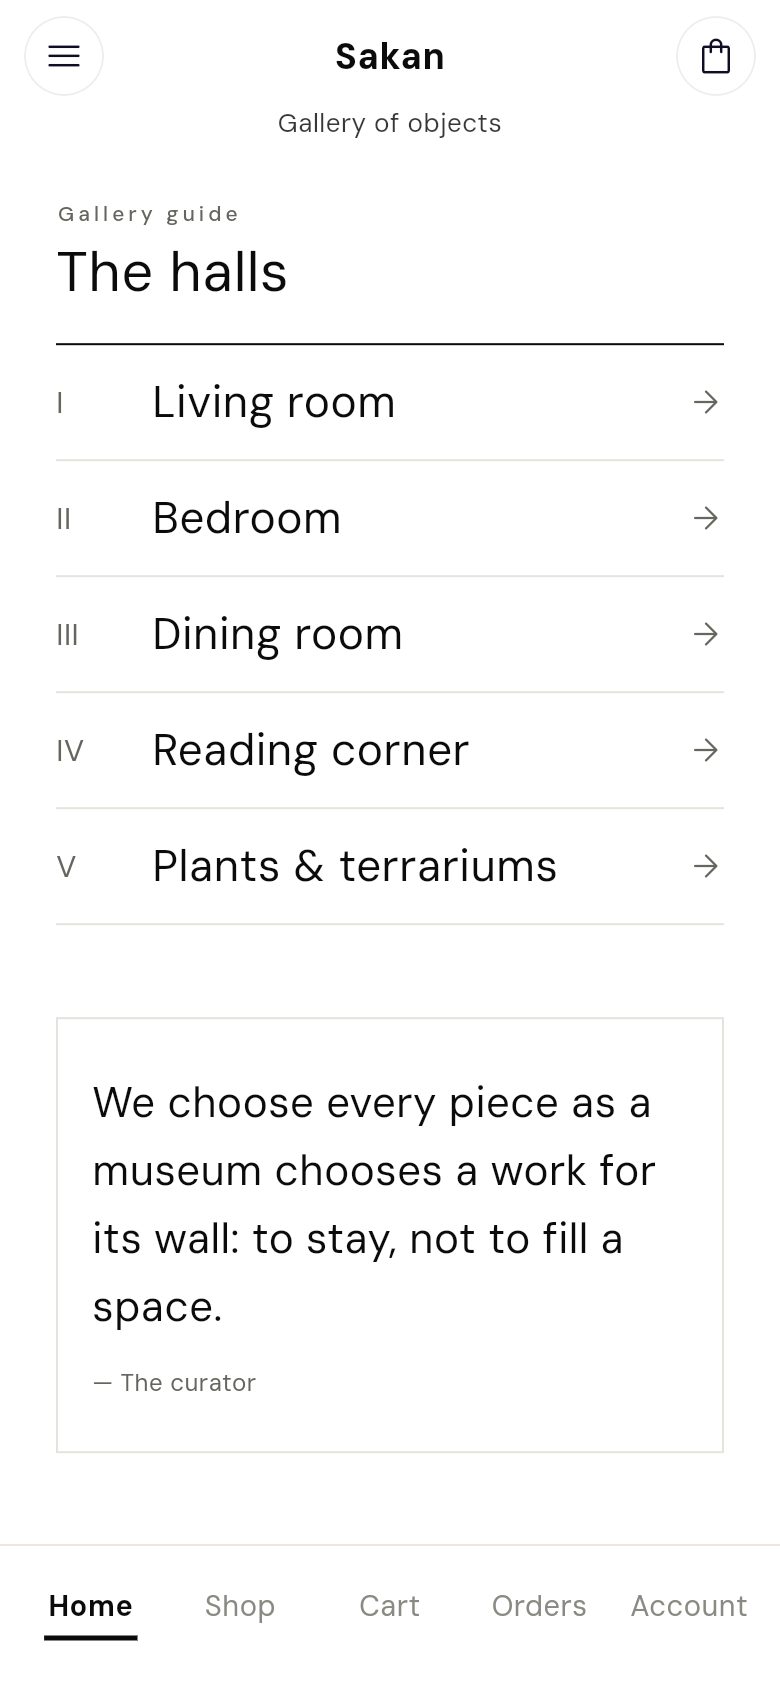 Sakan
Gallery of objects
Gallery guide
The halls
I Living room
II Bedroom
III Dining room
IV Reading corner
V Plants & terrariums
We choose every piece as a
museum chooses a work for
its wall: to stay, not to fill a
space.
— The curator
Home Shop Cart Orders Account